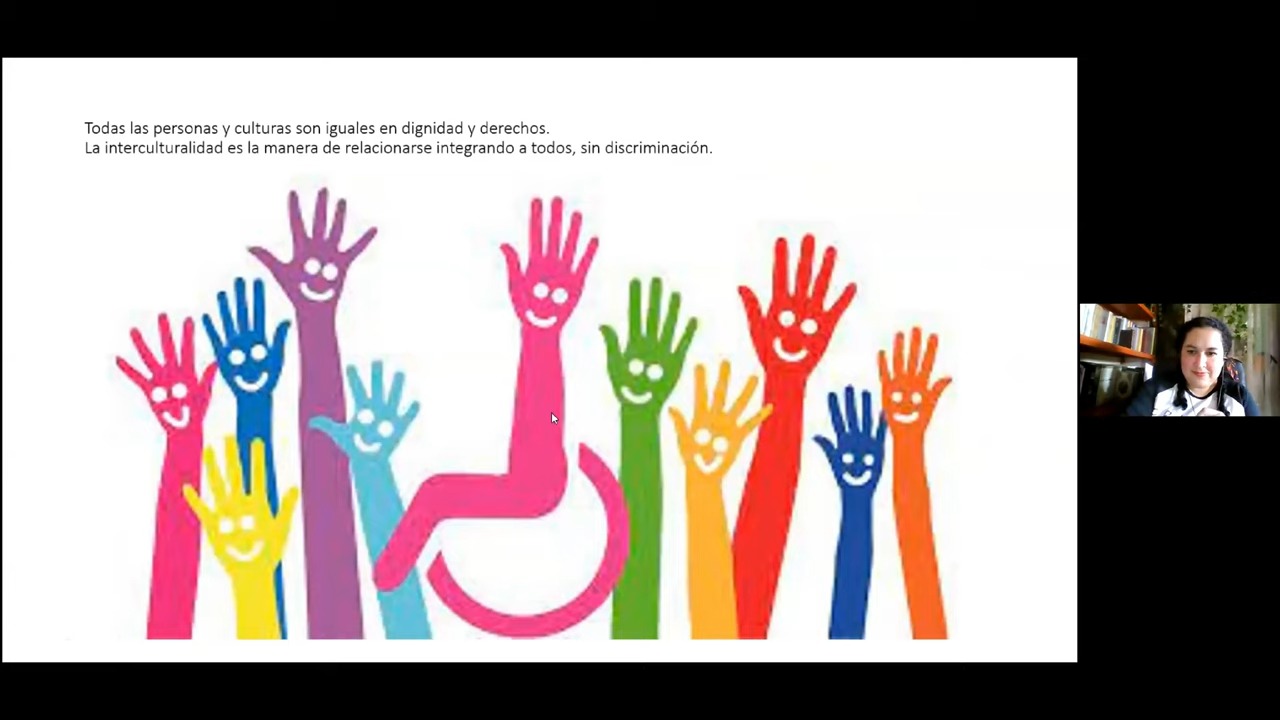 Todas las personas y culturas son iguales en dignidad y derechos.
La interculturalidad es la manera de relacionarse integrando a todos, sin discriminación.